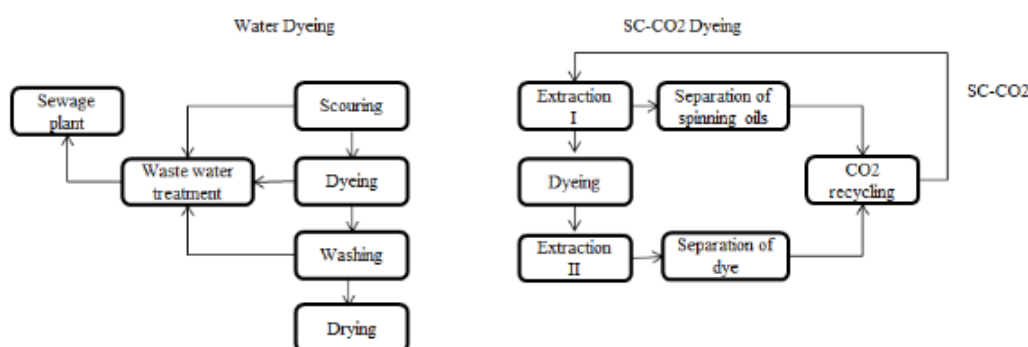 Water Dyeing
Sewage
plant
Scouring
Waste water
treatment
Dyeing
Washing
Drying
SC-CO2 Dyeing
SC-CO2
Extraction
I
Separation of
spinning oils
Dyeing
CO2
recycling
Extraction
II
Separation of
dye